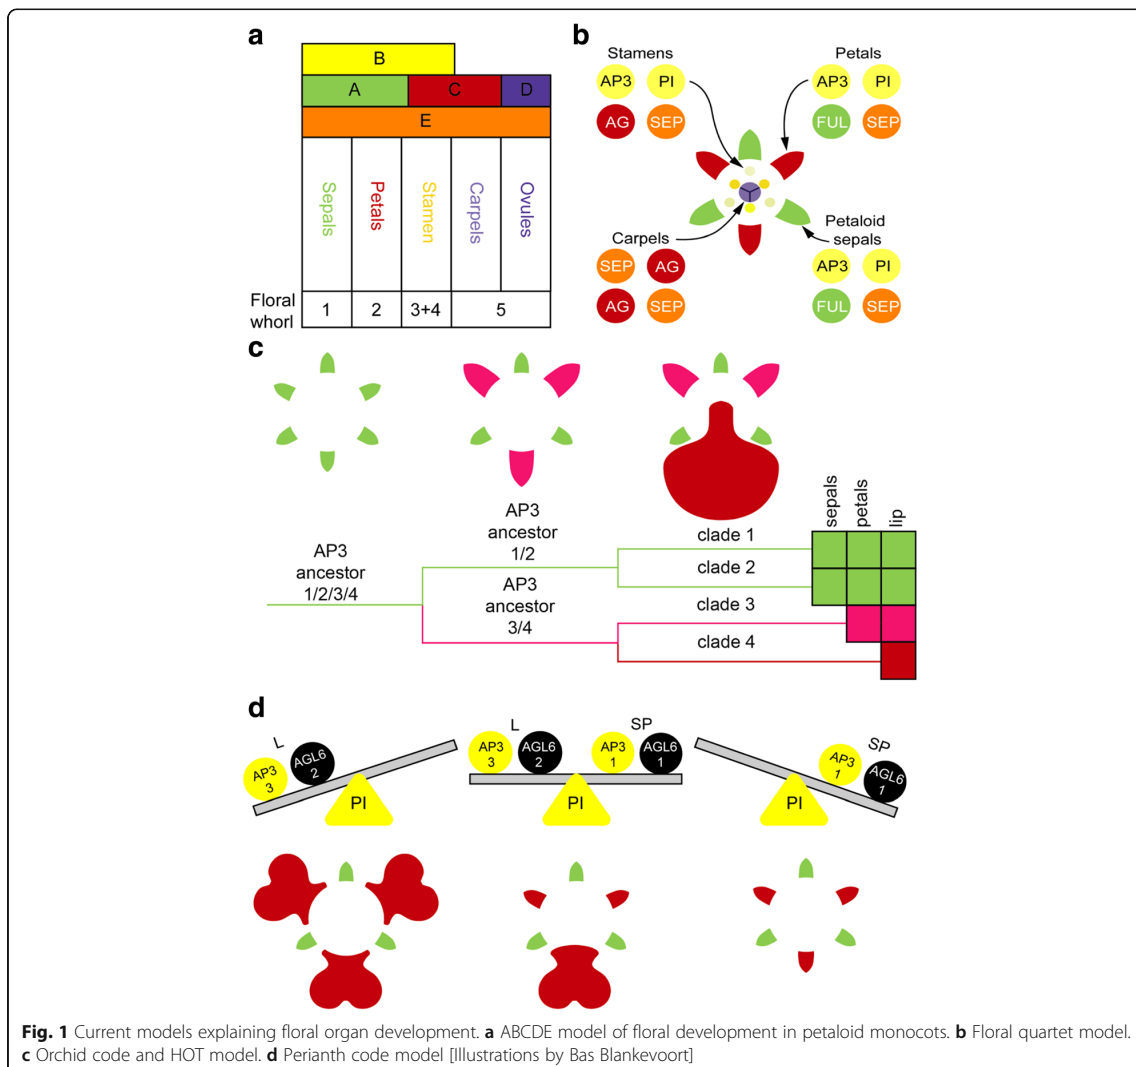 a
B
A C D
E
Sepals
Petals
Stamen
Carpels
Ovules
Floral
whorl
1 2 3+4 5
b
Stamens
AP3 PI
AG SEP
Petals
AP3 PI
FUL SEP
Carpels
SEP AG
AG SEP
Petaloid
sepals
AP3 PI
FUL SEP
c
AP3
ancestor
1/2/3/4
AP3
ancestor
1/2
AP3
ancestor
3/4
clade 1
clade 2
clade 3
clade 4
sepals
petals
lip
d
L
AP3
3
AGL6
2
PI
L
AP3
3
AGL6
2
SP
AP3
1
AGL6
1
PI
SP
AP3
1
AGL6
1
PI
Fig. 1 Current models explaining floral organ development. a ABCDE model of floral development in petaloid monocots. b Floral quartet model.
c Orchid code and HOT model. d Perianth code model [Illustrations by Bas Blankevoort]